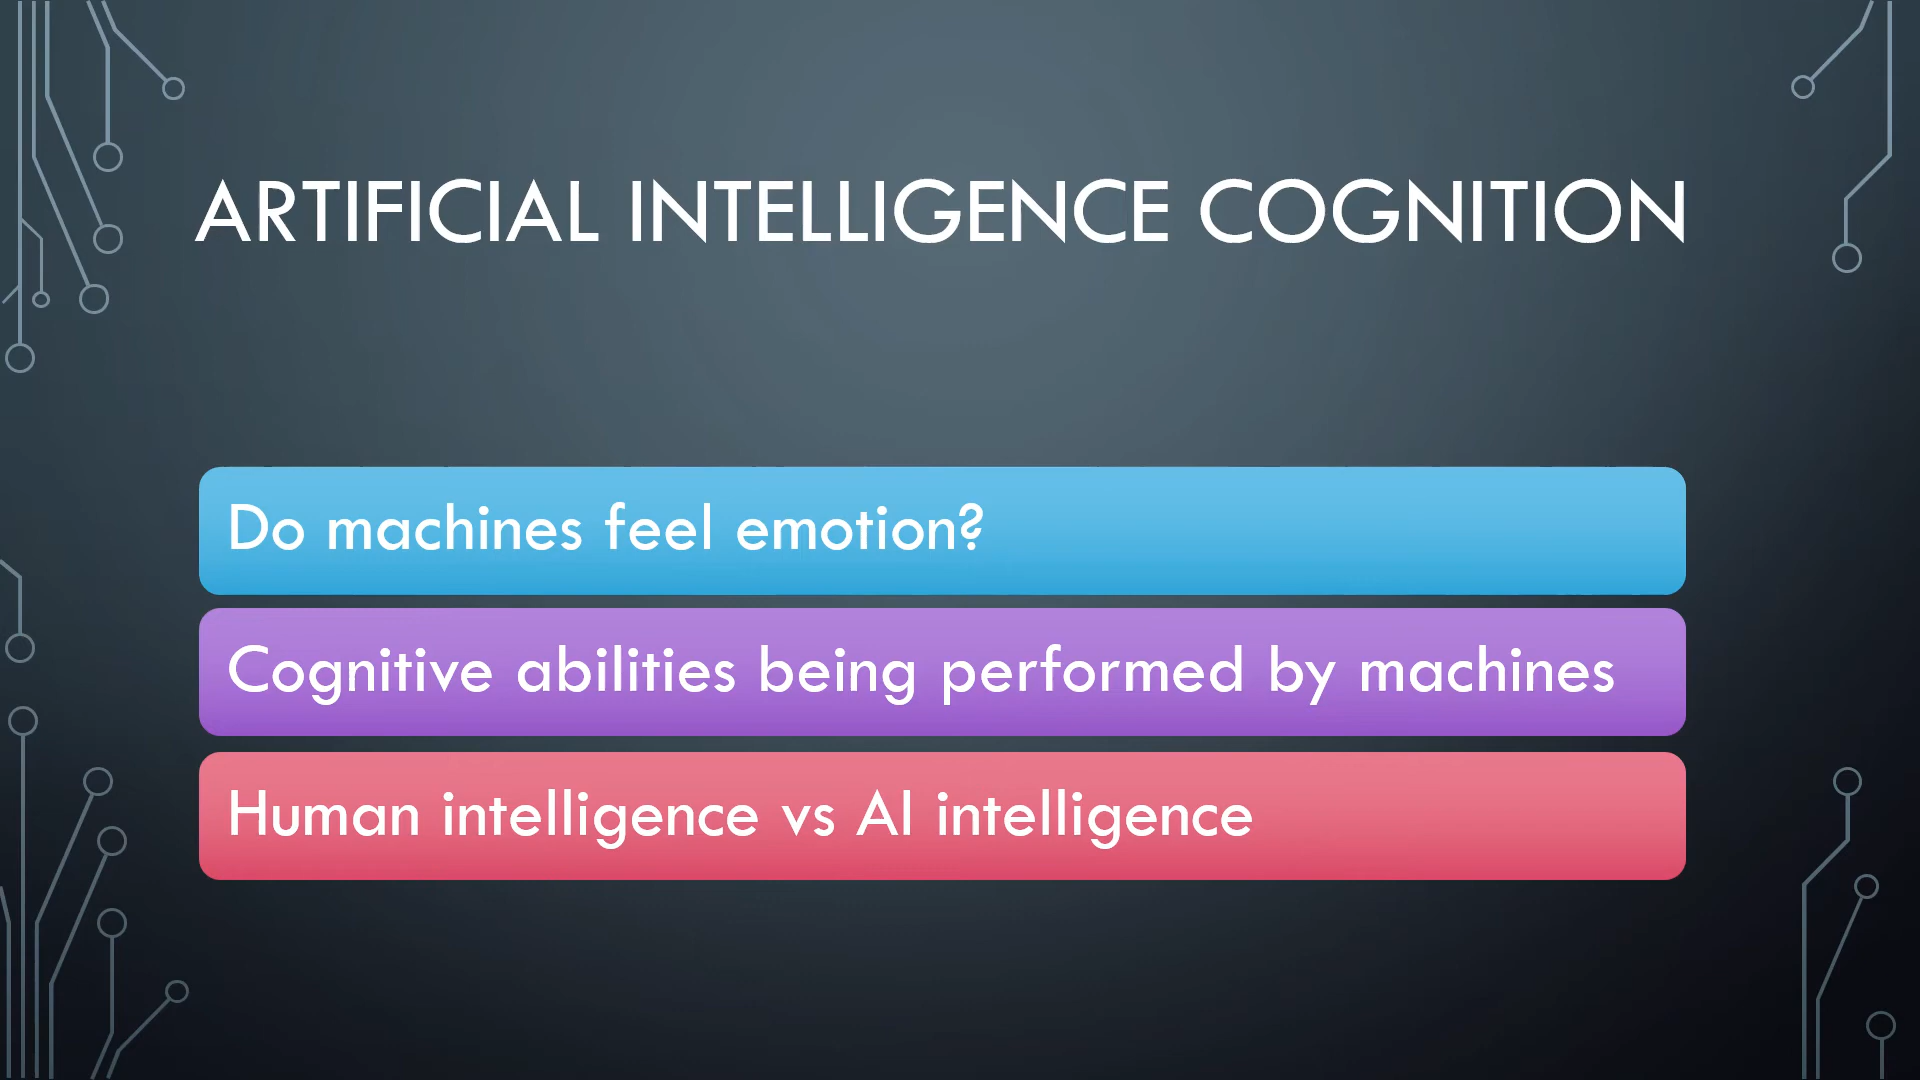 ARTIFICIAL INTELLIGENCE COGNITION
Do machines feel emotion?
Cognitive abilities being performed by machines
Human intelligence vs AI intelligence